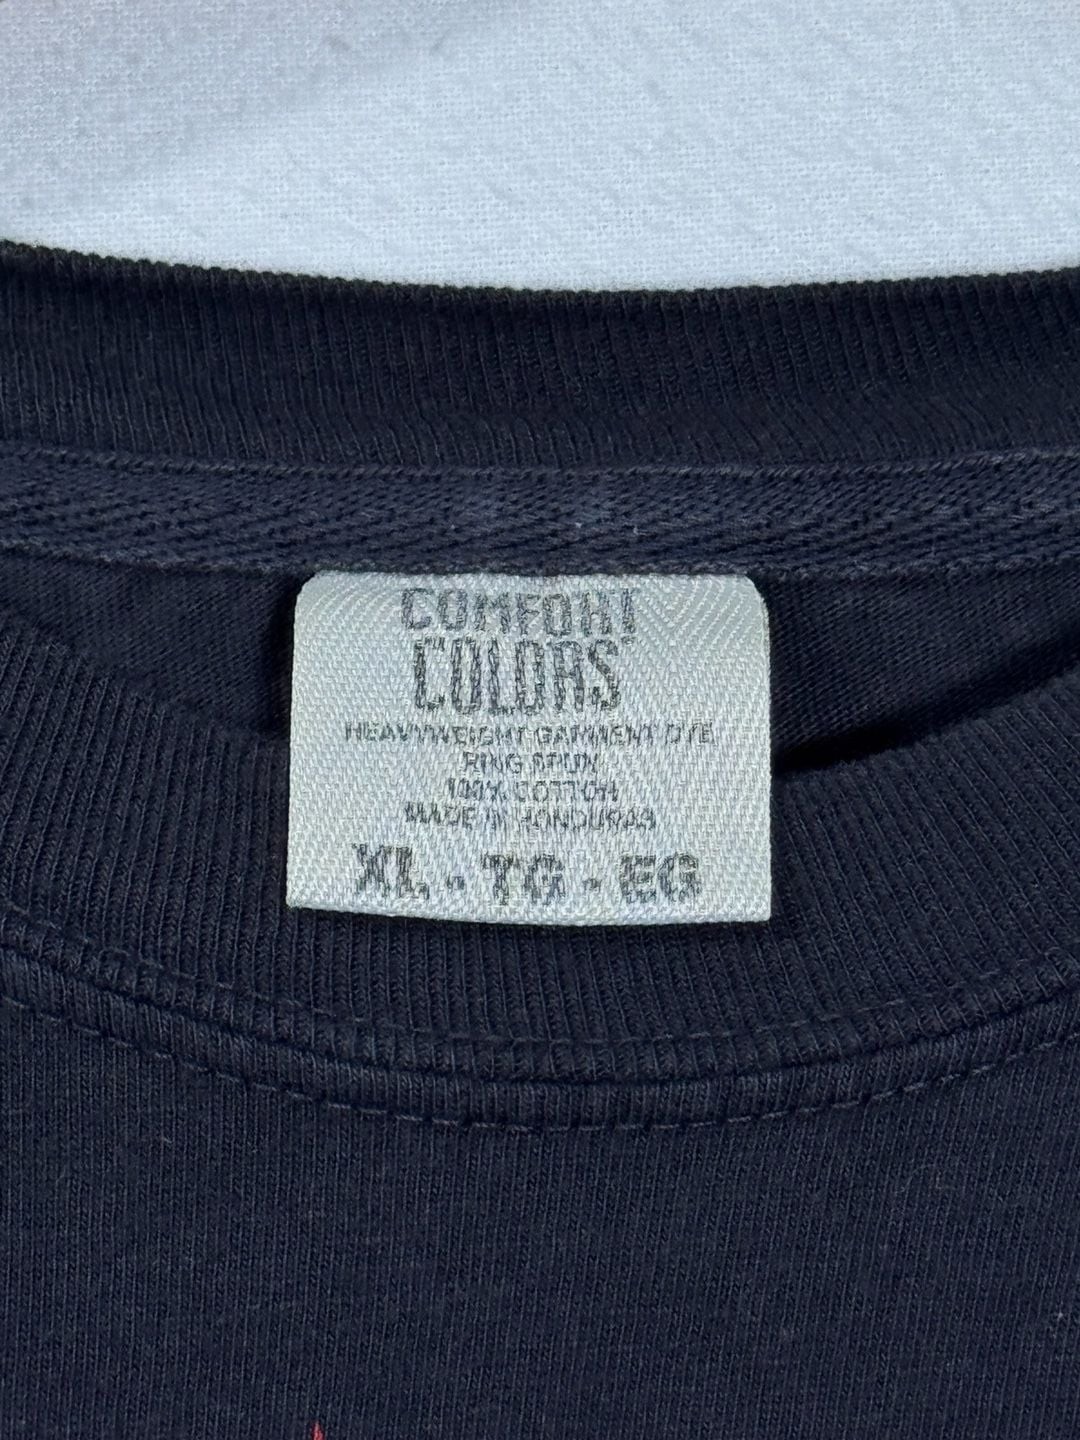 COMFORT
COLORS
HEAVYWEIGHT GARMENT DYE
RING SPUN
100% COTTON
MADE IN HONDURAS
XL • TG • EG